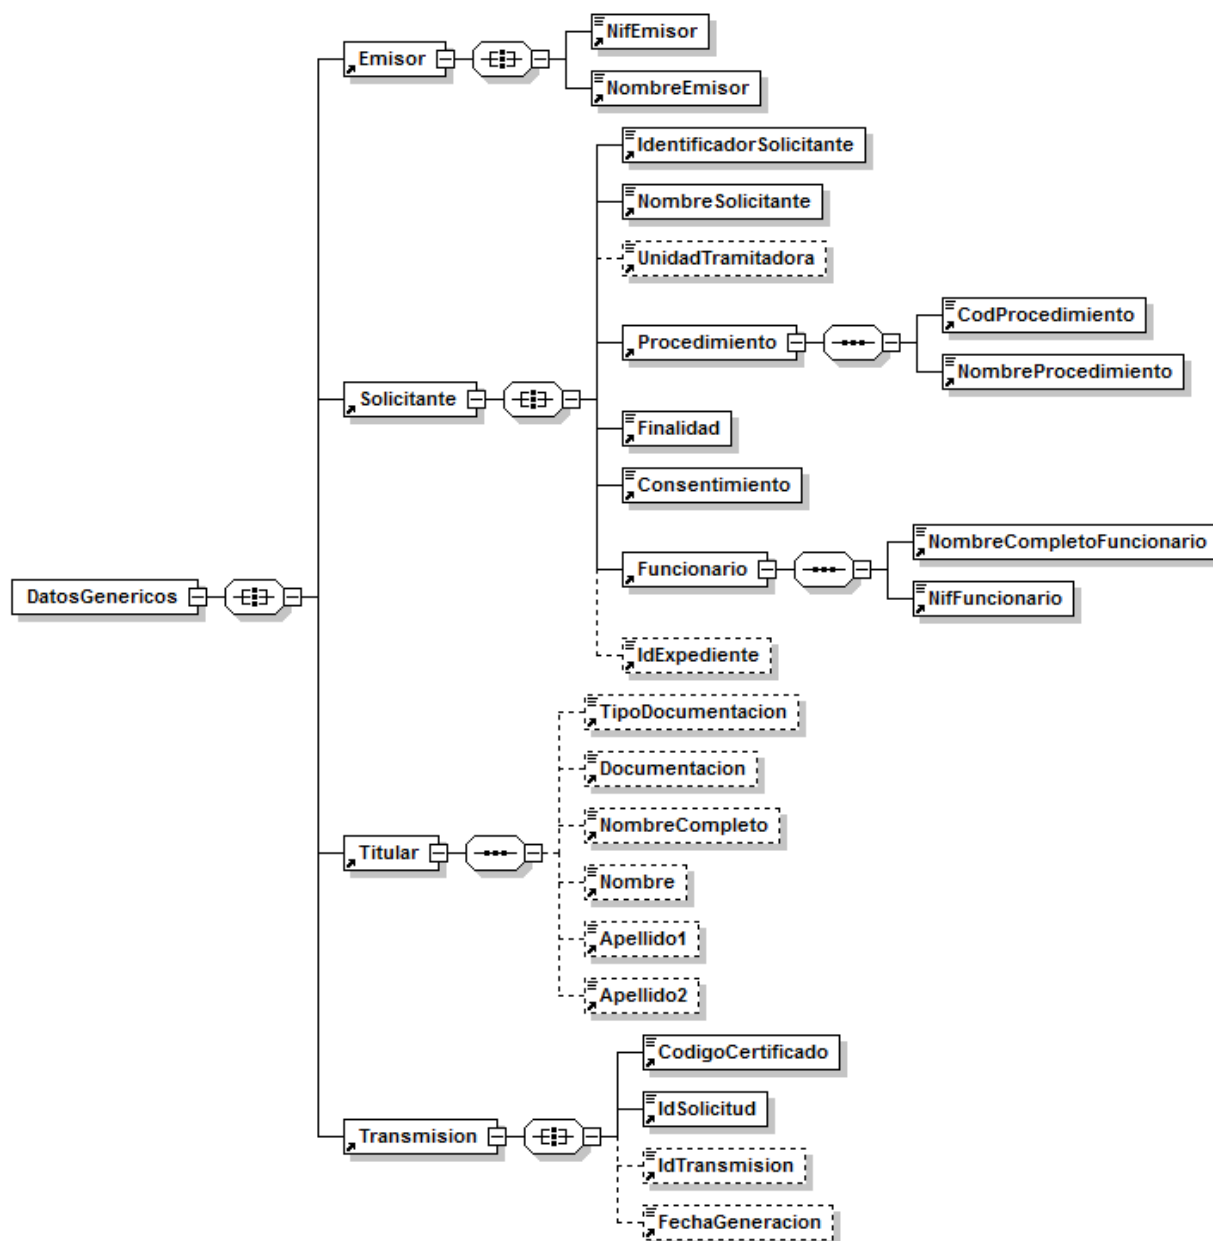 Emisor
NifEmisor
NombreEmisor
IdentificadorSolicitante
NombreSolicitante
UnidadTramitadora
Procedimiento
CodProcedimiento
NombreProcedimiento
Solicitante
Finalidad
Consentimiento
Funcionario
NombreCompletoFuncionario
NifFuncionario
DatosGenericos
IdExpediente
TipoDocumentacion
Documentacion
NombreCompleto
Titular
Nombre
Apellido1
Apellido2
CodigoCertificado
IdSolicitud
Transmision
IdTransmision
FechaGeneracion